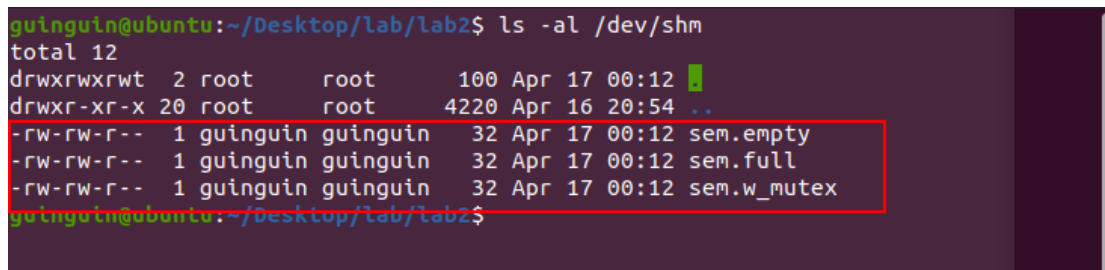 guinguin@ubuntu:~/Desktop/lab/lab2$ ls -al /dev/shm
total 12
drwxrwxrwt  2 root     root      100 Apr 17 00:12 .
drwxr-xr-x 20 root     root     4220 Apr 16 20:54 ..
-rw-rw-r--  1 guinguin guinguin   32 Apr 17 00:12 sem.empty
-rw-rw-r--  1 guinguin guinguin   32 Apr 17 00:12 sem.full
-rw-rw-r--  1 guinguin guinguin   32 Apr 17 00:12 sem.w_mutex
guinguin@ubuntu:~/Desktop/lab/lab2$